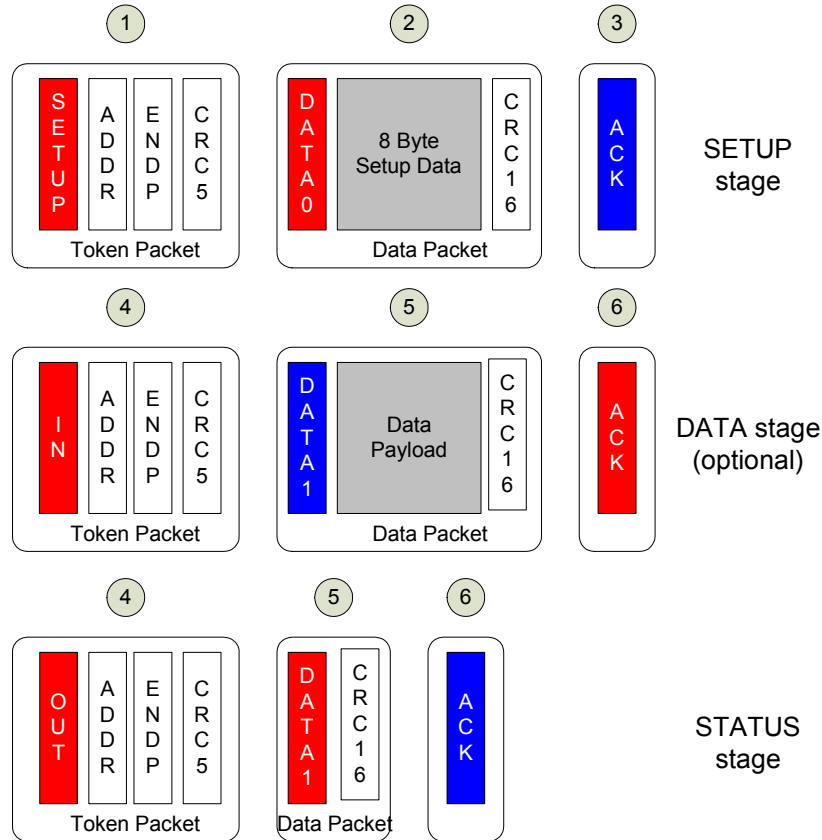 1 2 3
SETUP ADDR ENDP CRC5
Token Packet
DATA0 8 Byte
Setup Data CRC16
Data Packet
ACK
SETUP
stage
4 5 6
IN ADDR ENDP CRC5
Token Packet
DATA1 Data
Payload CRC16
Data Packet
ACK
DATA stage
(optional)
4 5 6
OUT ADDR ENDP CRC5
Token Packet
DATA1 CRC16
Data Packet
ACK
STATUS
stage